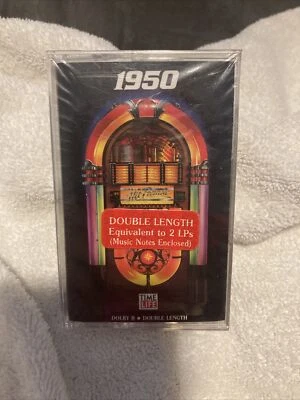 1950
DOUBLE LENGTH
Equivalent to 2 LPs
(Music Notes Enclosed)
TIME
LIFE
DOLBY B ★ DOUBLE LENGTH